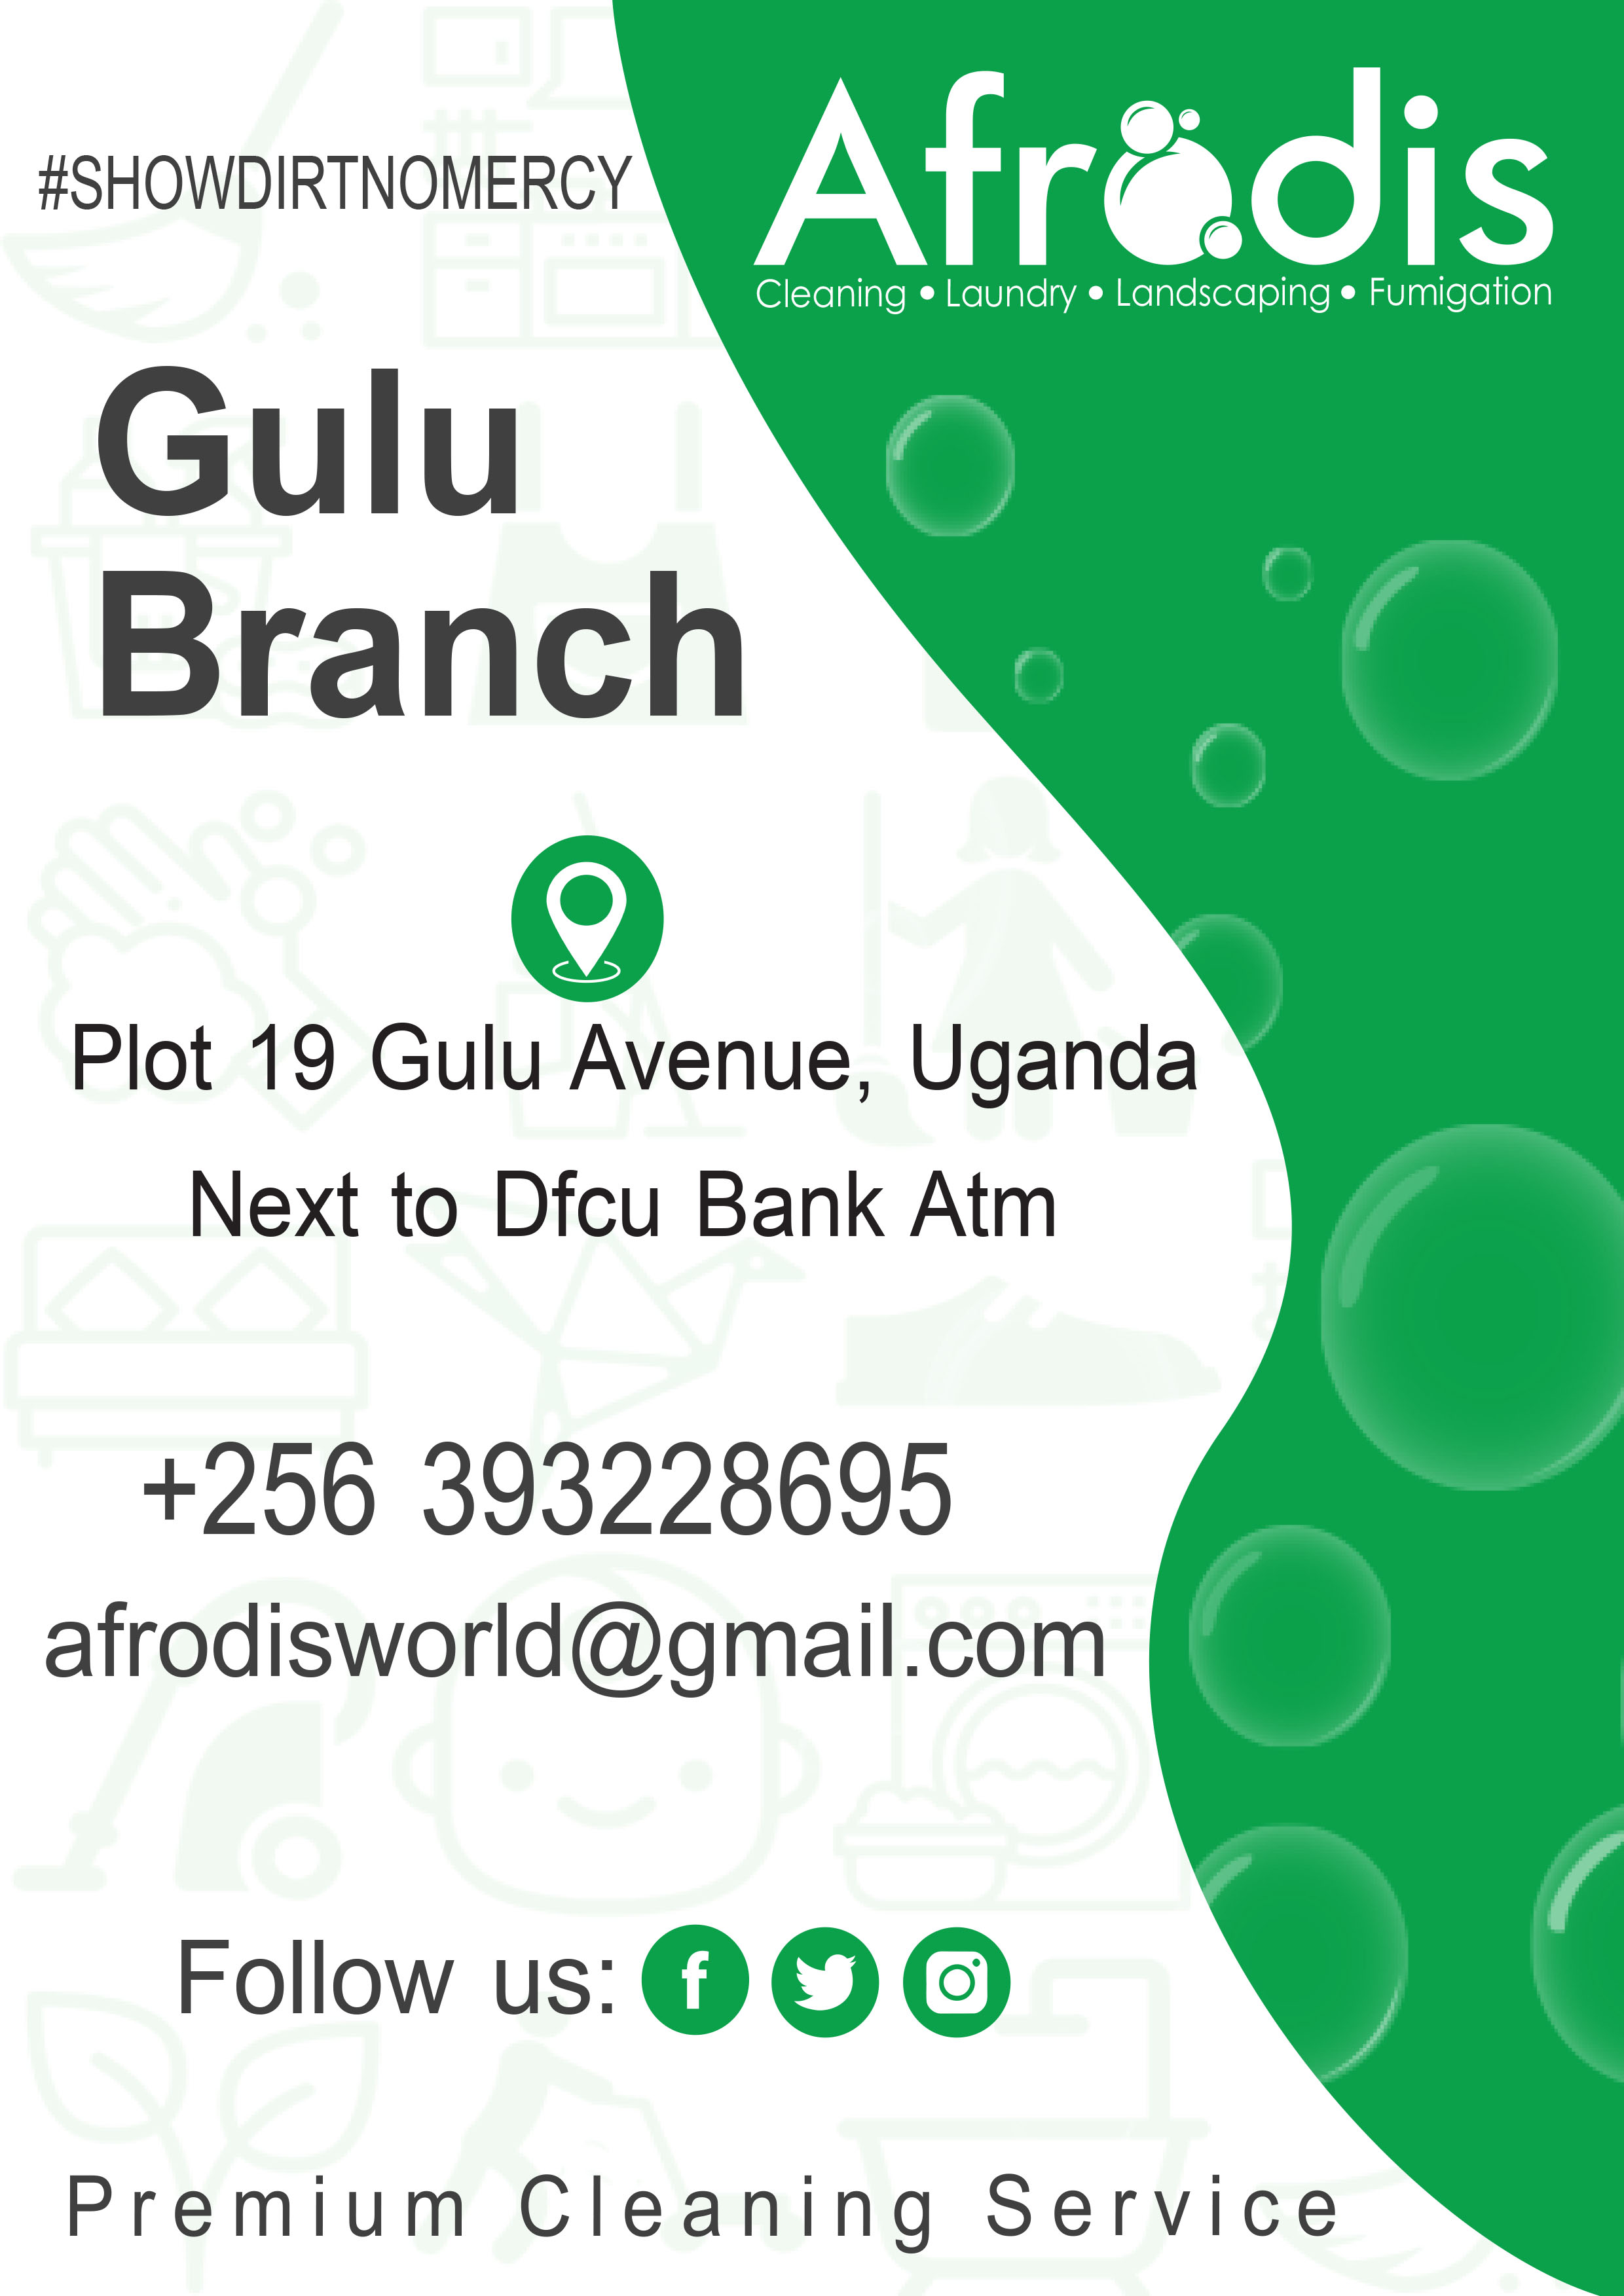 #SHOWDIRTNOMERCY
Afrodis
Cleaning • Laundry • Landscaping • Fumigation
Gulu
Branch
Plot 19 Gulu Avenue, Uganda
Next to Dfcu Bank Atm
+256 393228695
afrodisworld@gmail.com
Follow us:
Premium Cleaning Service